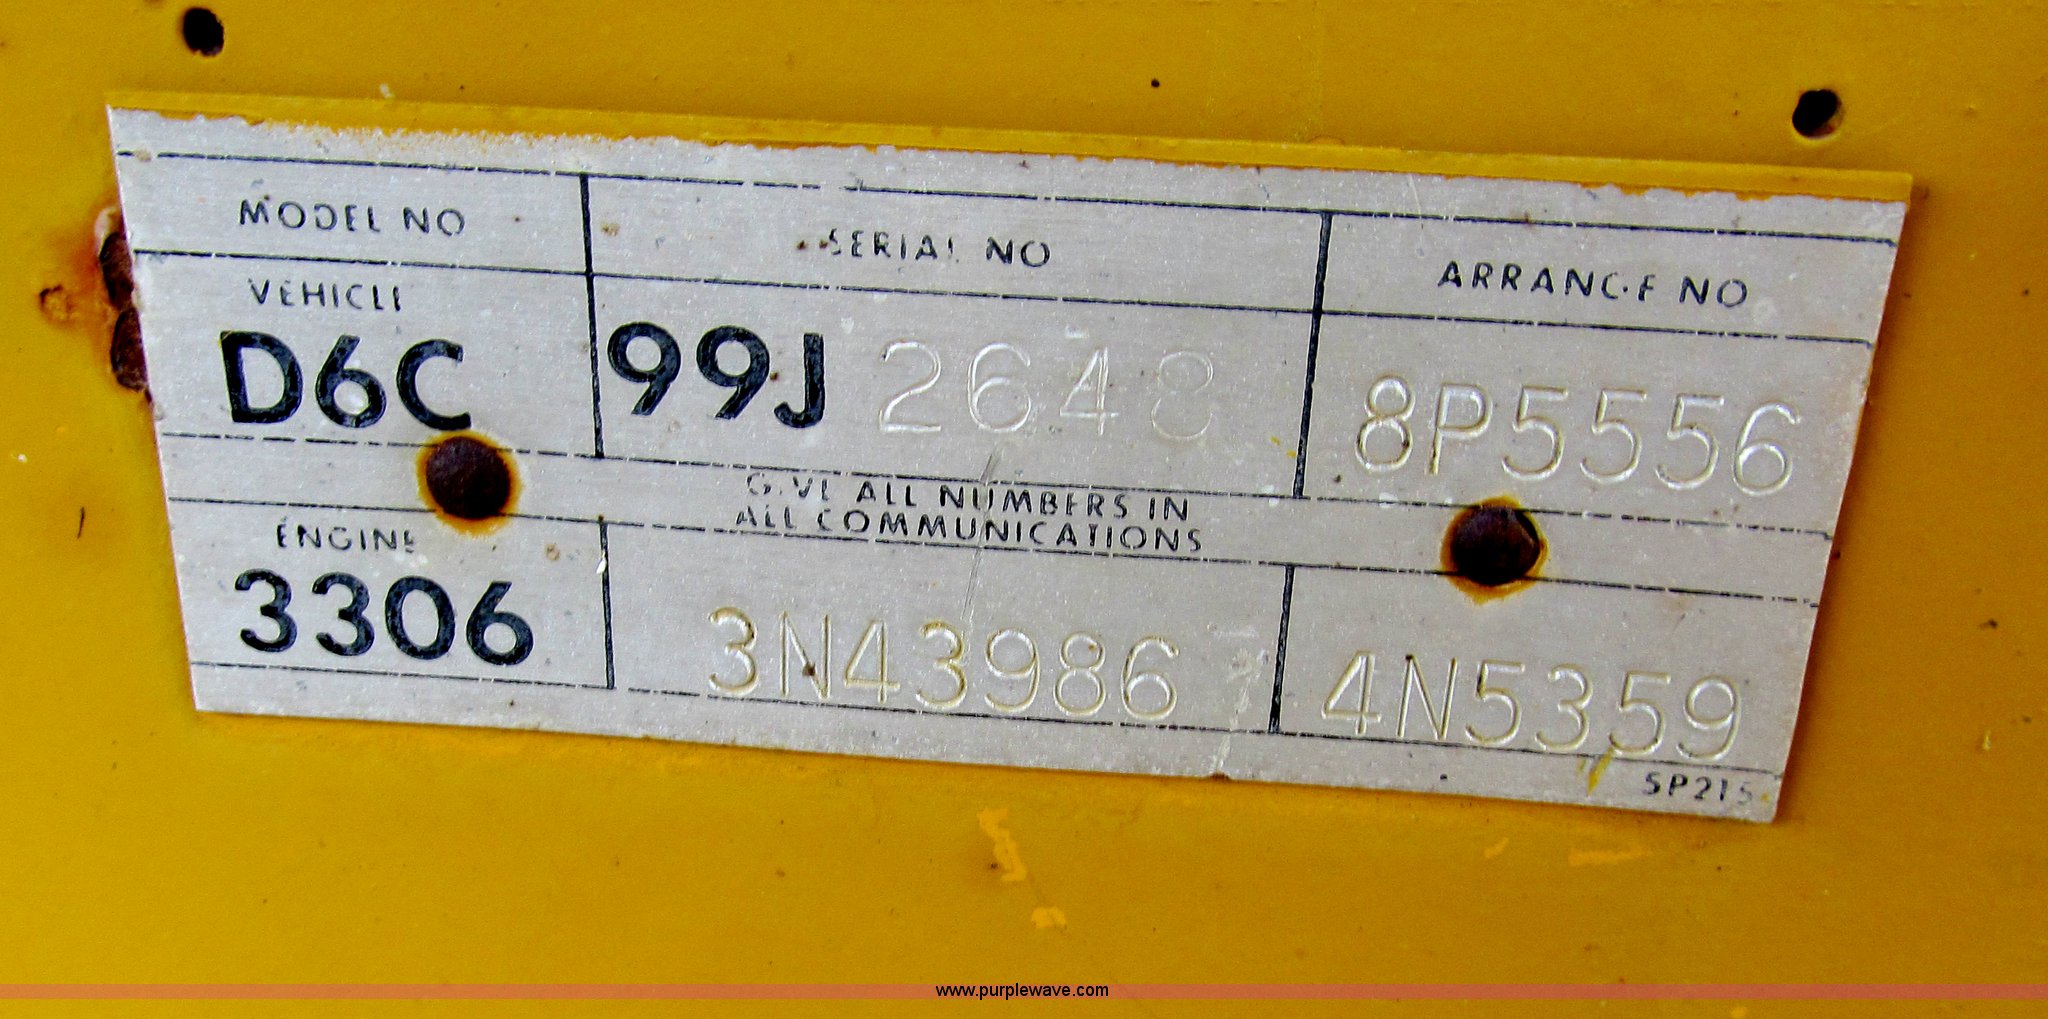 MODEL NO SERIAL NO ARRANGE NO
VEHICLE
D6C 99J 2648 8P5556
GIVE ALL NUMBERS IN
ALL COMMUNICATIONS
ENGINE
3306 3N43986 4N5359
5P215
www.purplewave.com